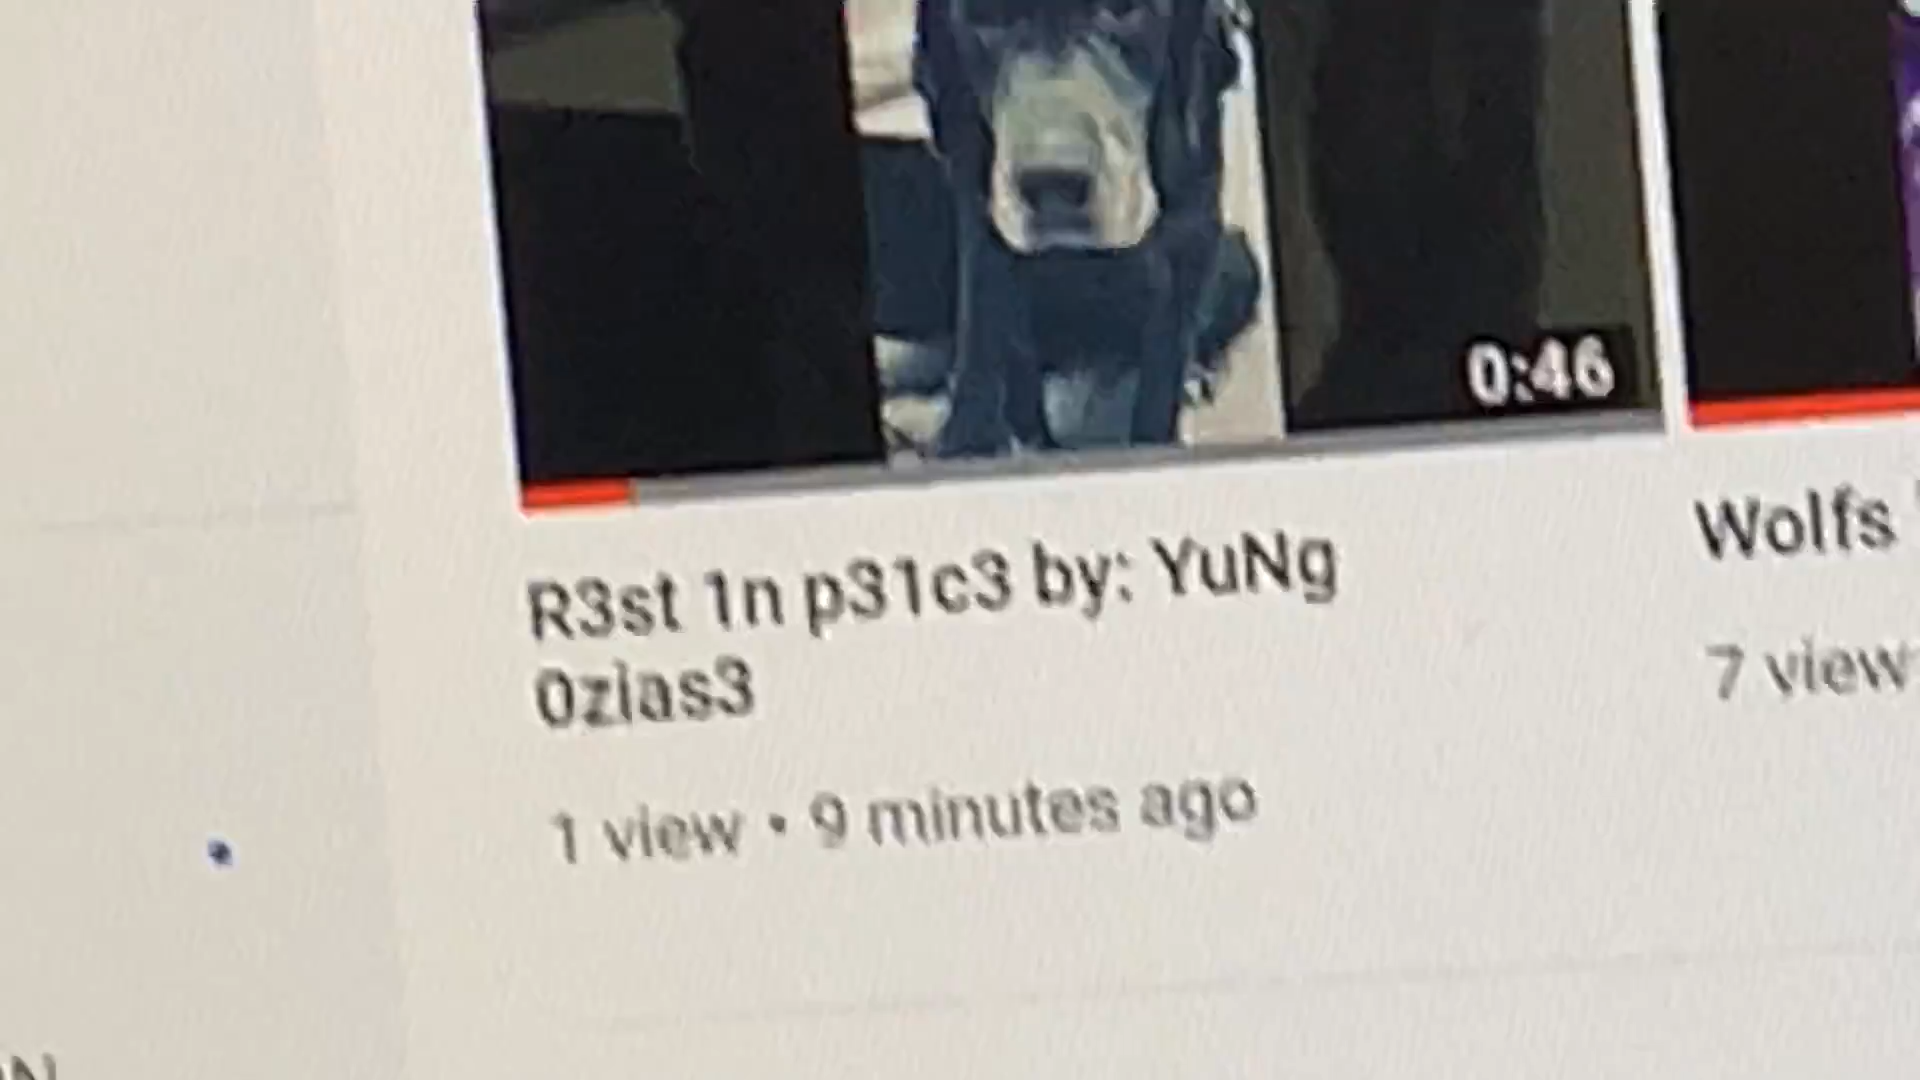 0:46
R3st 1n p31c3 by: YuNg
0zias3
1 view • 9 minutes ago
Wolfs
7 view